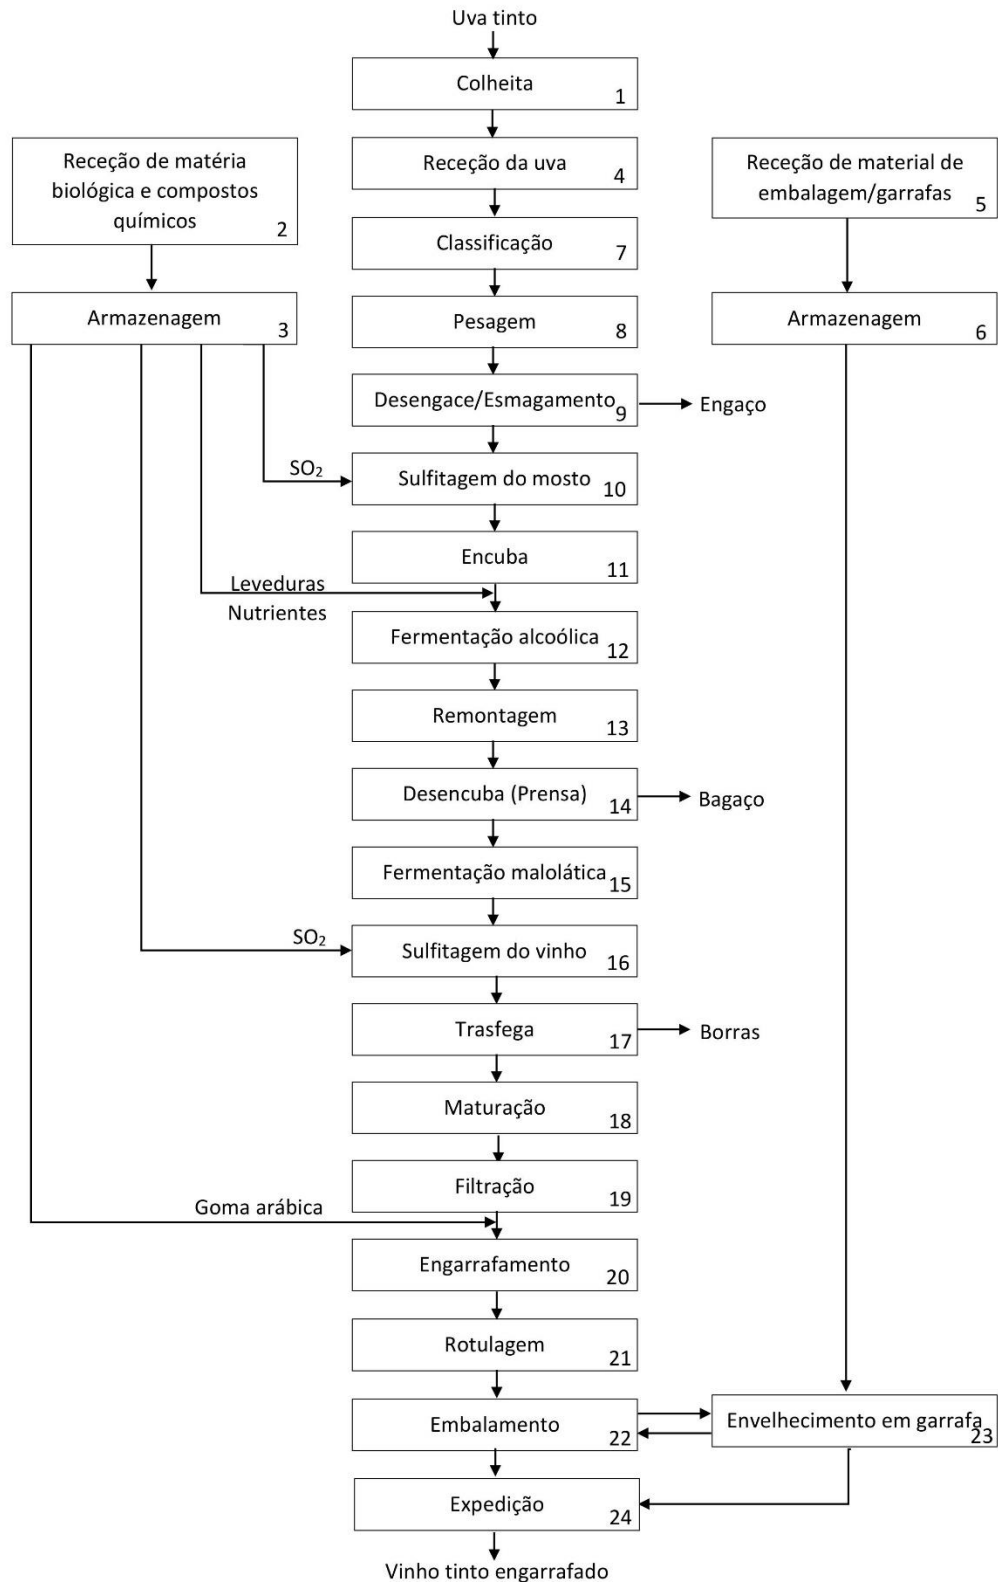 Uva tinto
Colheita
1
Receção de matéria
biológica e compostos
químicos
2
Receção da uva
4
Receção de material de
embalagem/garrafas
5
Classificação
7
Armazenagem
3
Pesagem
8
Armazenagem
6
Desengace/Esmagamento
9
Engaço
SO₂
Sulfitagem do mosto
10
Encuba
11
Leveduras
Nutrientes
Fermentação alcoólica
12
Remontagem
13
Desencuba (Prensa)
14
Bagaço
Fermentação malolática
15
SO₂
Sulfitagem do vinho
16
Trasfega
17
Borras
Maturação
18
Filtração
19
Goma arábica
Engarrafamento
20
Rotulagem
21
Embalamento
22
Envelhecimento em garrafa
23
Expedição
24
Vinho tinto engarrafado